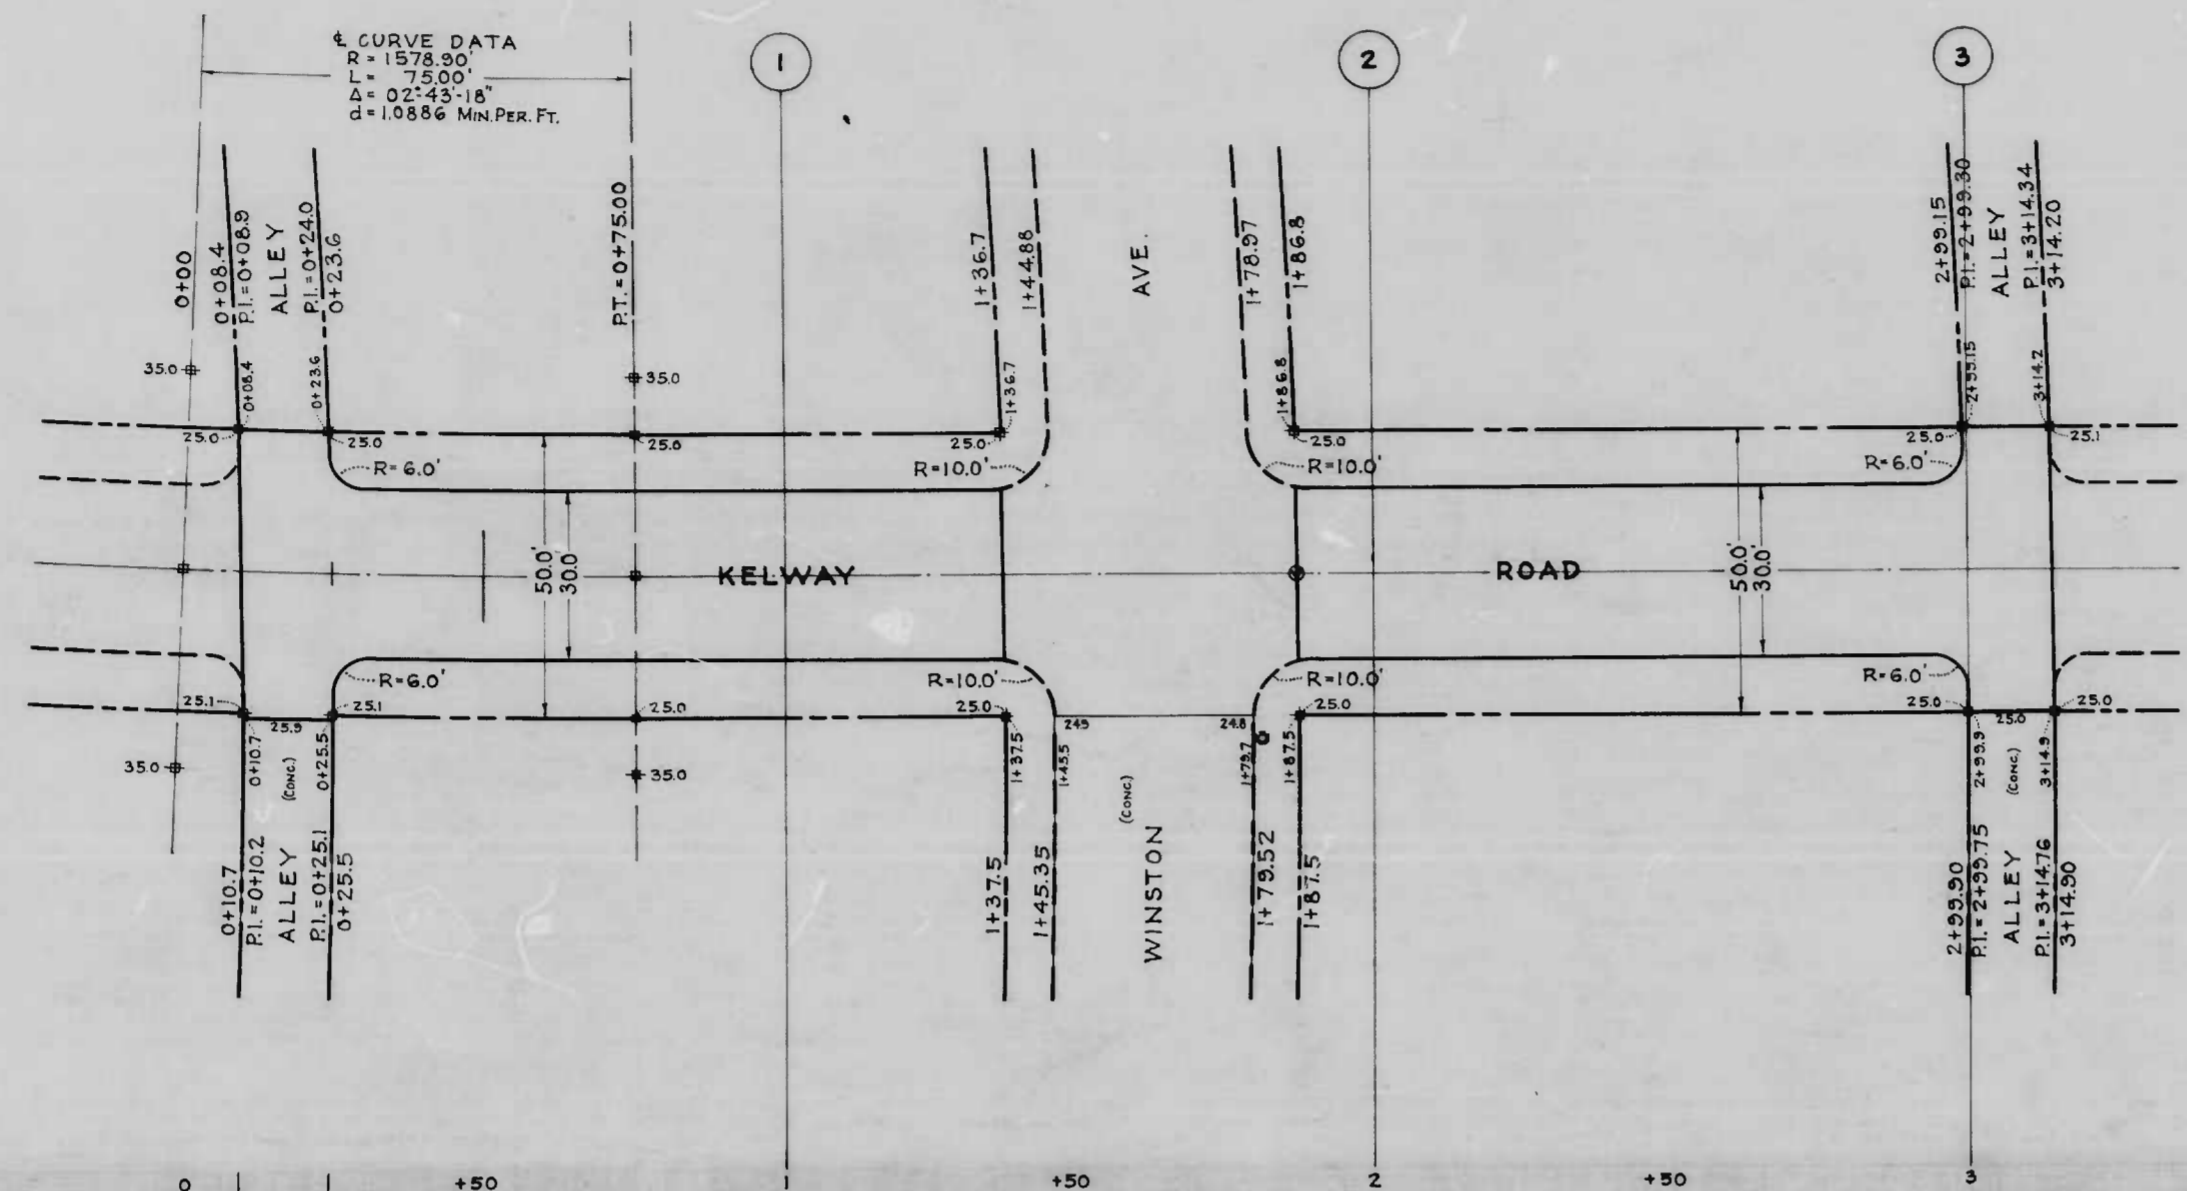 ℄ CURVE DATA
R = 1578.90'
L = 75.00'
Δ = 02°-43'-18"
d = 1.0886 MIN. PER. FT.
1
2
3
0+00
0+08.4
P.I. = 0+08.9
ALLEY
P.I. = 0+24.0
0+23.6
P.T. = 0+75.00
1+36.7
1+44.88
AVE.
1+78.97
1+86.8
2+99.15
P.I. = 2+99.30
ALLEY
P.I. = 3+14.34
3+14.20
35.0
0+08.4
0+23.6
35.0
1+36.7
1+86.8
2+99.15
3+14.2
25.0
25.0
25.0
25.0
25.0
25.0
25.1
R=6.0'
R=10.0'
R=10.0'
R=6.0'
50.0'
30.0'
KELWAY
ROAD
50.0'
30.0'
R=6.0'
R=10.0'
R=10.0'
R=6.0'
25.1
25.9
25.1
25.0
25.0
24.9
24.8
25.0
25.0
25.0
25.0
35.0
0+10.7
(CONC.)
0+25.5
35.0
1+37.5
1+45.5
(CONC.)
1+79.7
1+87.5
2+99.9
(CONC.)
3+14.9
0+10.7
P.I. = 0+10.2
ALLEY
P.I. = 0+25.1
0+25.5
1+37.5
1+45.35
WINSTON
1+79.52
1+87.5
2+99.90
P.I. = 2+99.75
ALLEY
P.I. = 3+14.76
3+14.90
0
+50
1
+50
2
+50
3